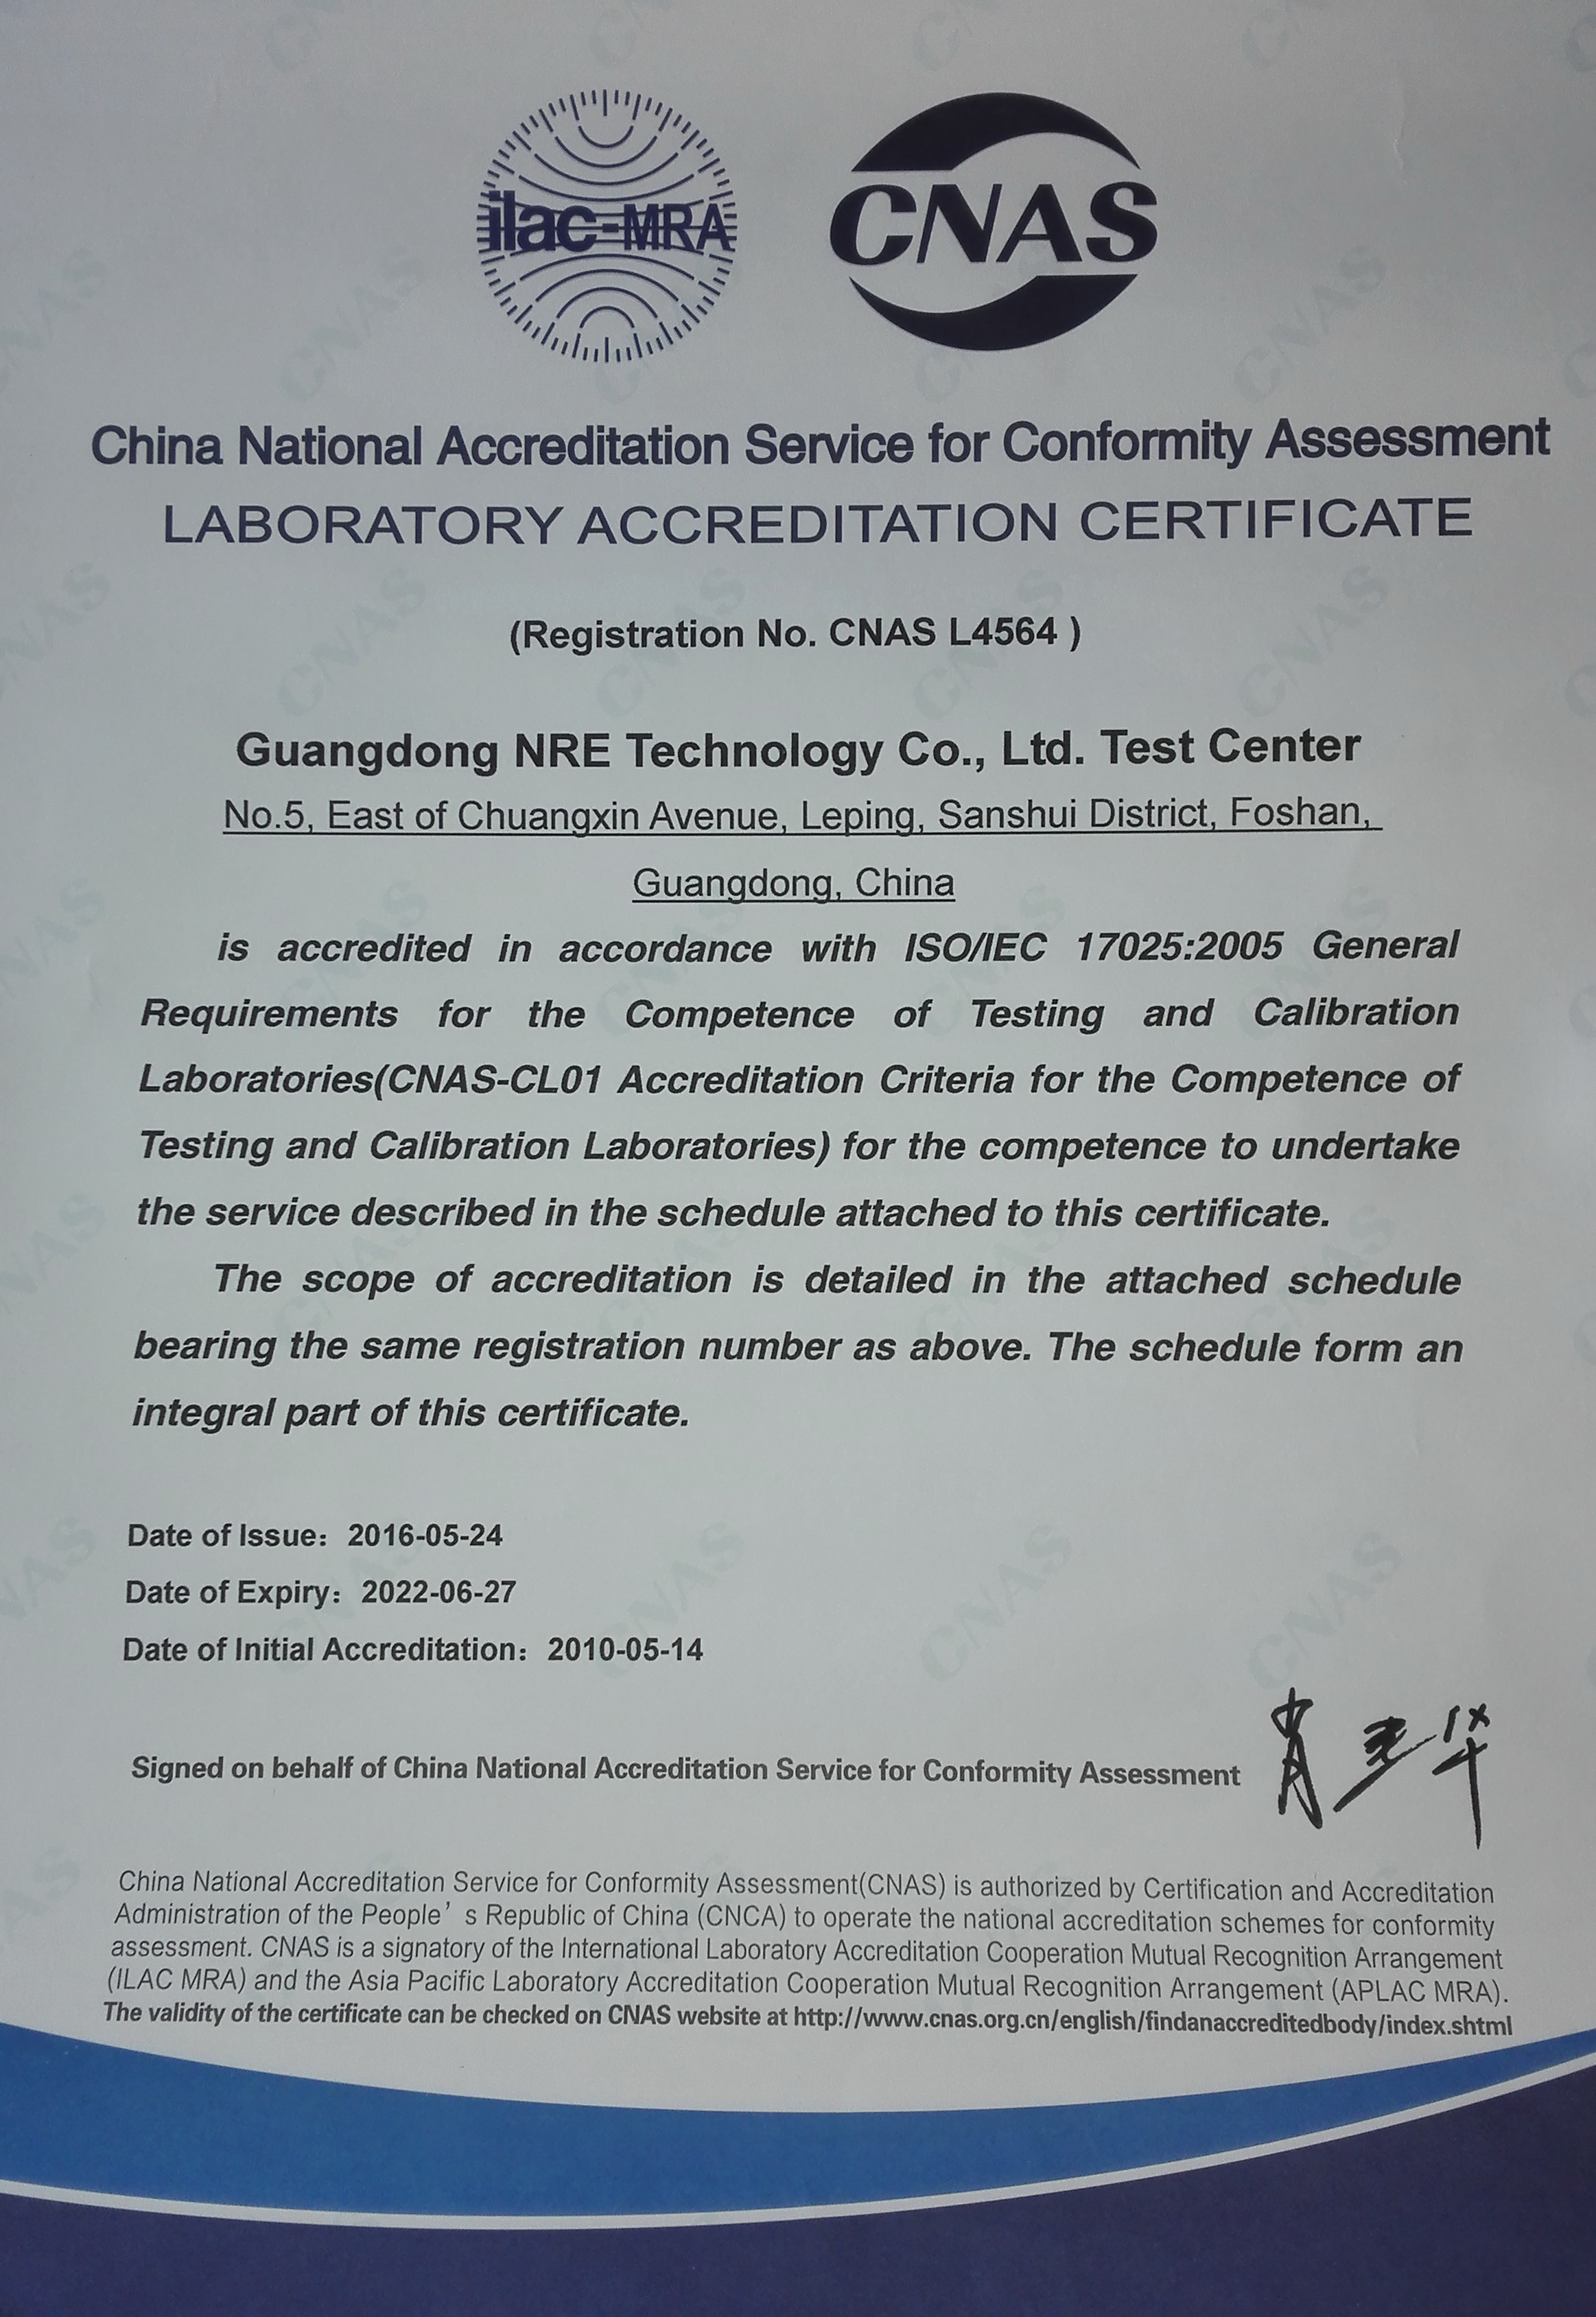 ilac-MRA
CNAS
China National Accreditation Service for Conformity Assessment
LABORATORY ACCREDITATION CERTIFICATE
(Registration No. CNAS L4564 )
Guangdong NRE Technology Co., Ltd. Test Center
No.5, East of Chuangxin Avenue, Leping, Sanshui District, Foshan,
Guangdong, China
is accredited in accordance with ISO/IEC 17025:2005 General
Requirements for the Competence of Testing and Calibration
Laboratories(CNAS-CL01 Accreditation Criteria for the Competence of
Testing and Calibration Laboratories) for the competence to undertake
the service described in the schedule attached to this certificate.
The scope of accreditation is detailed in the attached schedule
bearing the same registration number as above. The schedule form an
integral part of this certificate.
Date of Issue：2016-05-24
Date of Expiry：2022-06-27
Date of Initial Accreditation：2010-05-14
Signed on behalf of China National Accreditation Service for Conformity Assessment
China National Accreditation Service for Conformity Assessment(CNAS) is authorized by Certification and Accreditation
Administration of the People’ s Republic of China (CNCA) to operate the national accreditation schemes for conformity
assessment. CNAS is a signatory of the International Laboratory Accreditation Cooperation Mutual Recognition Arrangement
(ILAC MRA) and the Asia Pacific Laboratory Accreditation Cooperation Mutual Recognition Arrangement (APLAC MRA).
The validity of the certificate can be checked on CNAS website at http://www.cnas.org.cn/english/findanaccreditedbody/index.shtml